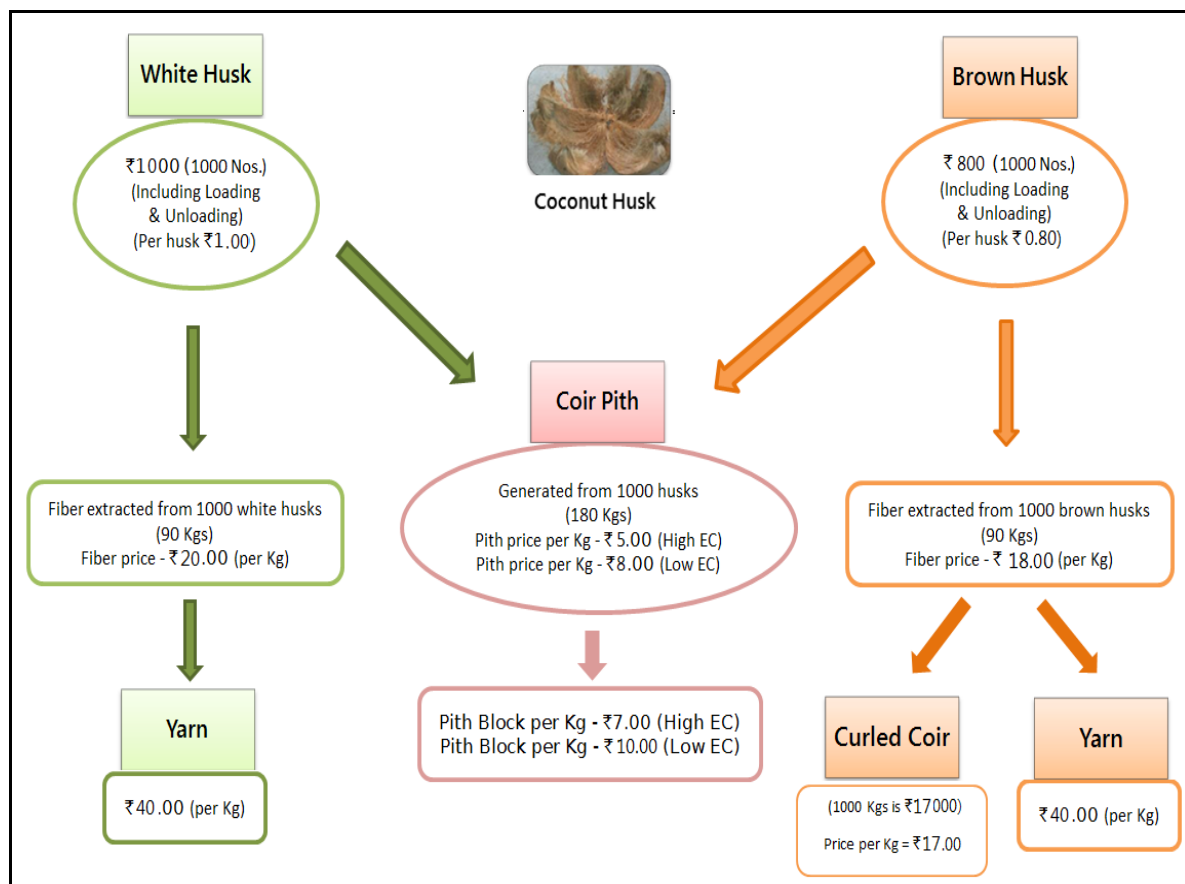 White Husk
₹1000 (1000 Nos.)
(Including Loading
& Unloading)
(Per husk ₹1.00)
Coconut Husk
Brown Husk
₹ 800 (1000 Nos.)
(Including Loading
& Unloading)
(Per husk ₹ 0.80)
Coir Pith
Generated from 1000 husks
(180 Kgs)
Pith price per Kg - ₹ 5.00 (High EC)
Pith price per Kg - ₹8.00 (Low EC)
Fiber extracted from 1000 white husks
(90 Kgs)
Fiber price - ₹ 20.00 (per Kg)
Fiber extracted from 1000 brown husks
(90 Kgs)
Fiber price - ₹ 18.00 (per Kg)
Yarn
₹40.00 (per Kg)
Pith Block per Kg - ₹7.00 (High EC)
Pith Block per Kg - ₹10.00 (Low EC)
Curled Coir
(1000 Kgs is ₹17000)
Price per Kg = ₹17.00
Yarn
₹40.00 (per Kg)